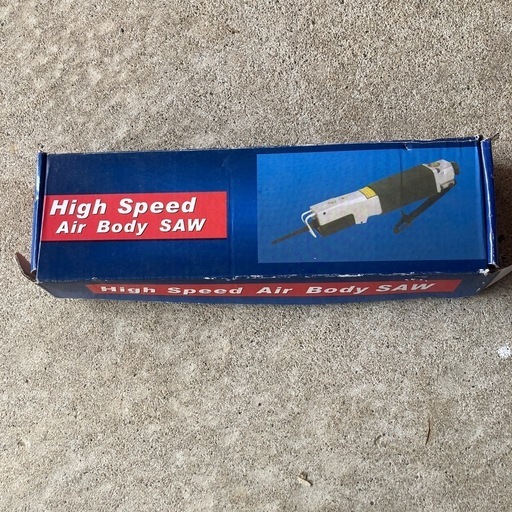 High Speed
Air Body SAW
High Speed Air Body SAW